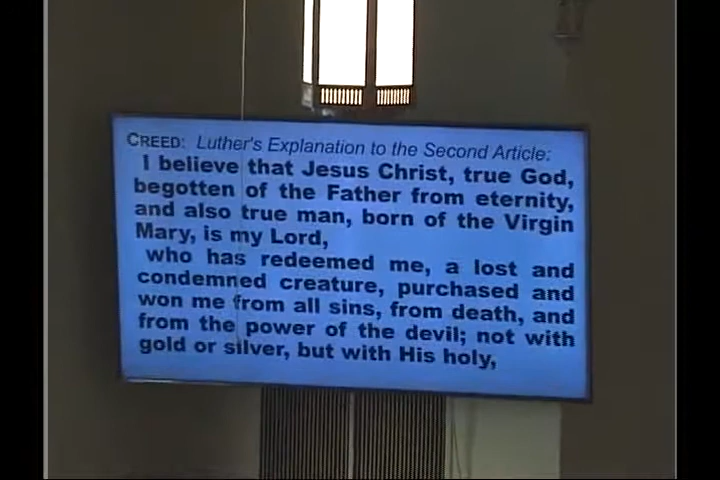 CREED: Luther's Explanation to the Second Article:
I believe that Jesus Christ, true God,
begotten of the Father from eternity,
and also true man, born of the Virgin
Mary, is my Lord,
who has redeemed me, a lost and
condemned creature, purchased and
won me from all sins, from death, and
from the power of the devil; not with
gold or silver, but with His holy,